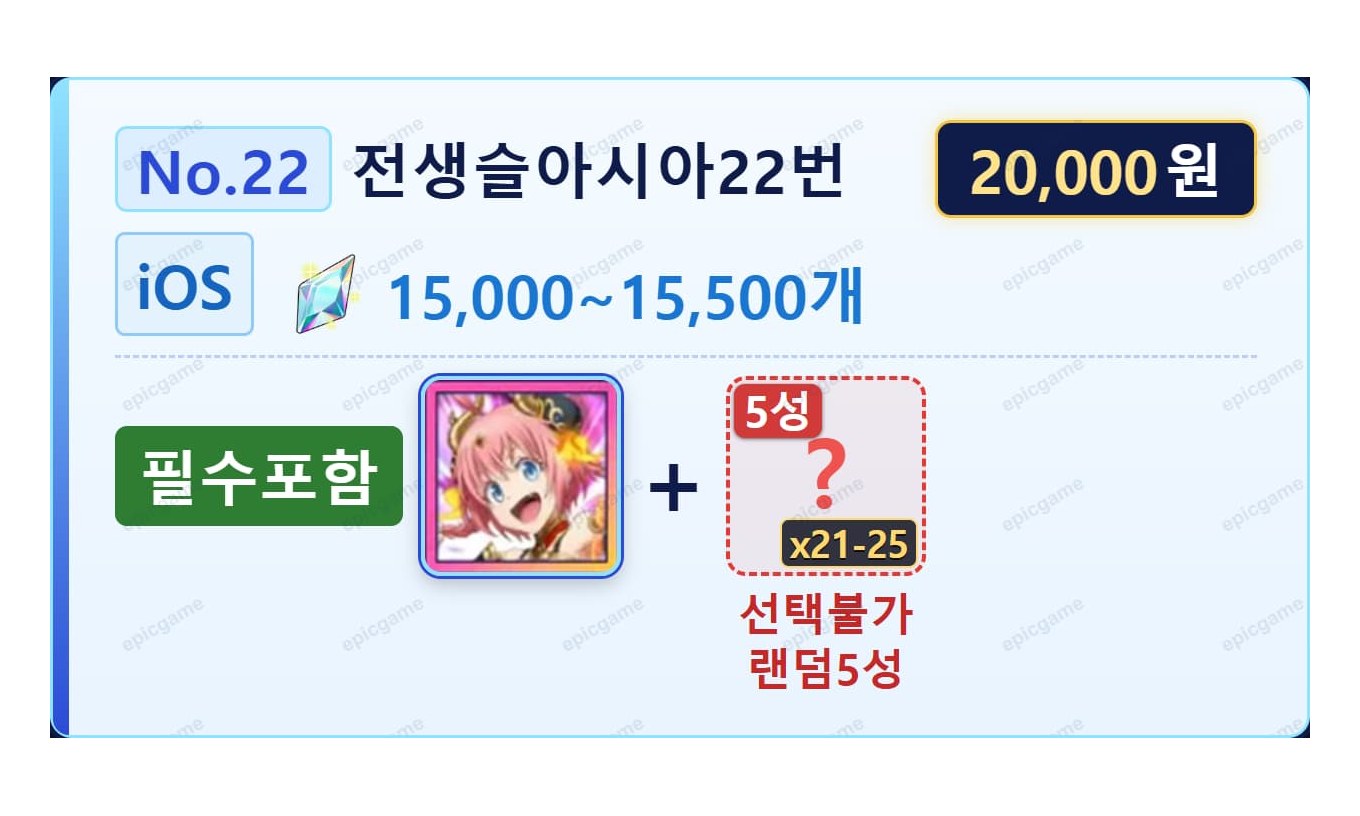 No.22 전생슬아시아22번 20,000원
iOS 15,000~15,500개
필수포함 + 5성 ? x21-25
선택불가
랜덤5성
epicgame